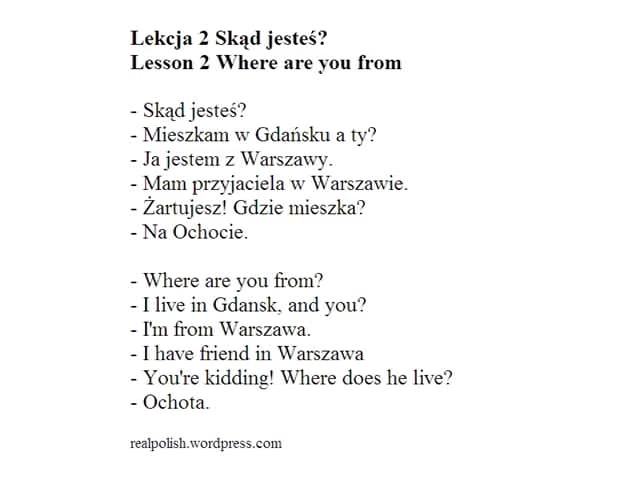 Lekcja 2 Skąd jesteś?
Lesson 2 Where are you from
- Skąd jesteś?
- Mieszkam w Gdańsku a ty?
- Ja jestem z Warszawy.
- Mam przyjaciela w Warszawie.
- Żartujesz! Gdzie mieszka?
- Na Ochocie.
- Where are you from?
- I live in Gdansk, and you?
- I'm from Warszawa.
- I have friend in Warszawa
- You're kidding! Where does he live?
- Ochota.
realpolish.wordpress.com